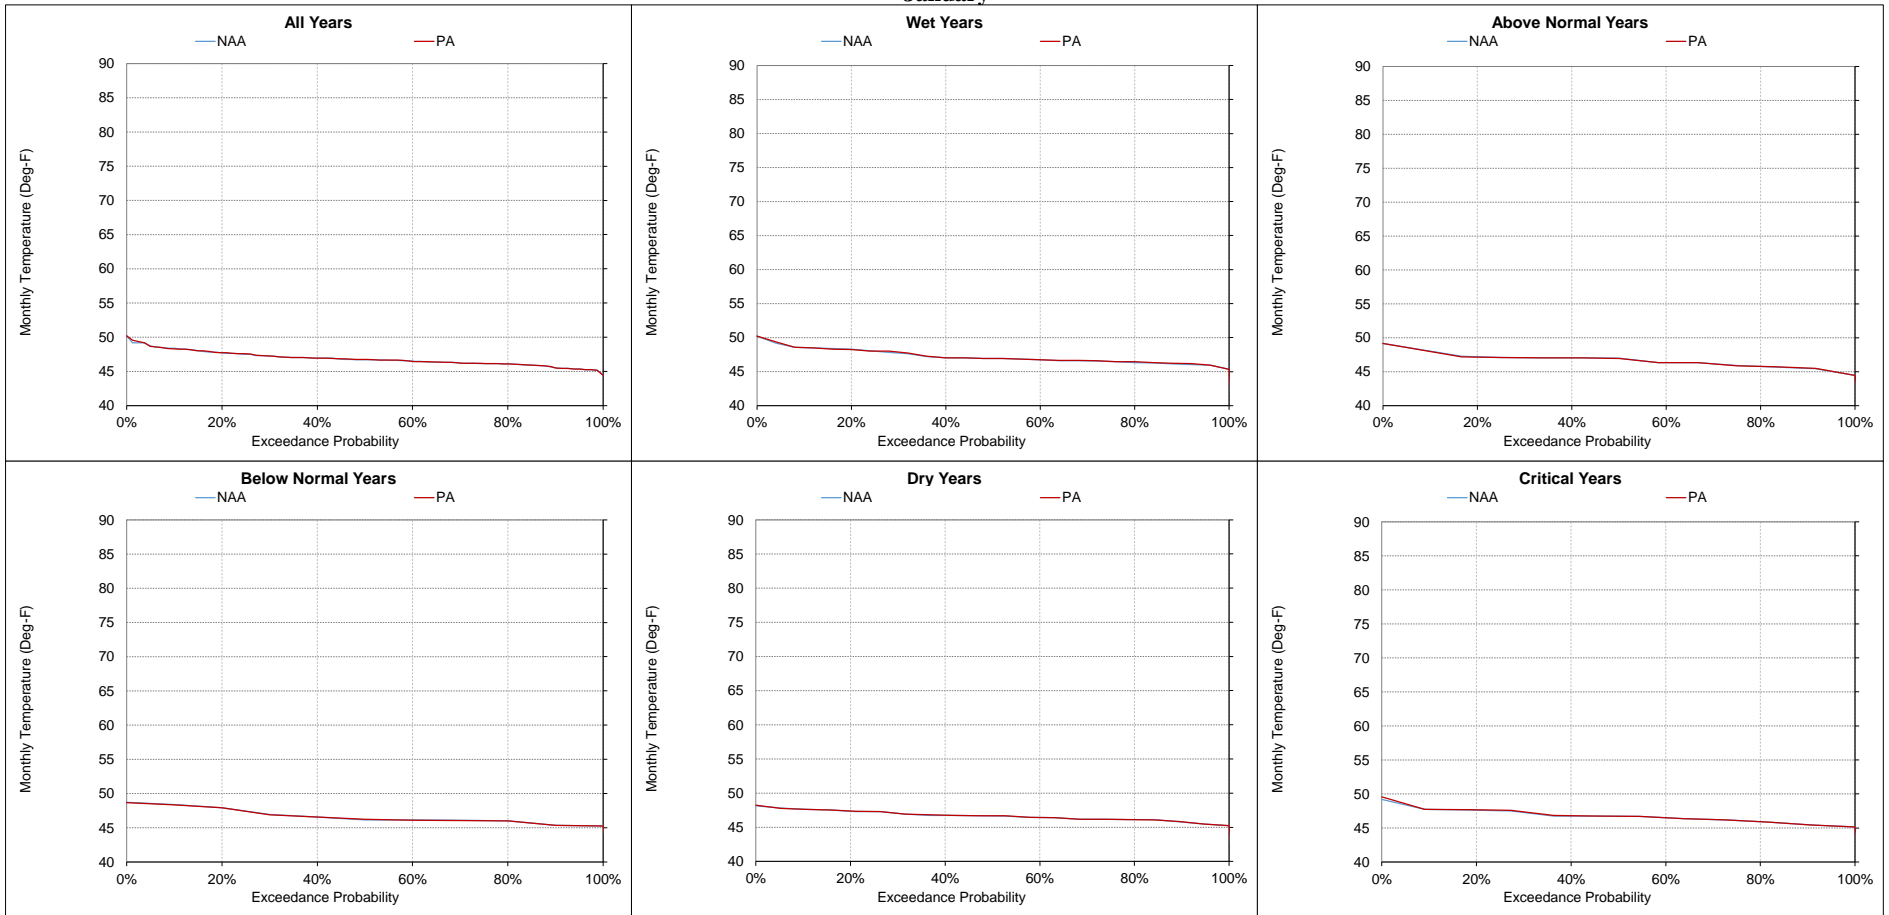 All Years
NAA PA
90
85
80
75
70
65
60
55
50
45
40
0% 20% 40% 60% 80% 100%
Monthly Temperature (Deg-F)
Exceedance Probability
Wet Years
NAA PA
90
85
80
75
70
65
60
55
50
45
40
0% 20% 40% 60% 80% 100%
Monthly Temperature (Deg-F)
Exceedance Probability
Above Normal Years
NAA PA
90
85
80
75
70
65
60
55
50
45
40
0% 20% 40% 60% 80% 100%
Monthly Temperature (Deg-F)
Exceedance Probability
Below Normal Years
NAA PA
90
85
80
75
70
65
60
55
50
45
40
0% 20% 40% 60% 80% 100%
Monthly Temperature (Deg-F)
Exceedance Probability
Dry Years
NAA PA
90
85
80
75
70
65
60
55
50
45
40
0% 20% 40% 60% 80% 100%
Monthly Temperature (Deg-F)
Exceedance Probability
Critical Years
NAA PA
90
85
80
75
70
65
60
55
50
45
40
0% 20% 40% 60% 80% 100%
Monthly Temperature (Deg-F)
Exceedance Probability